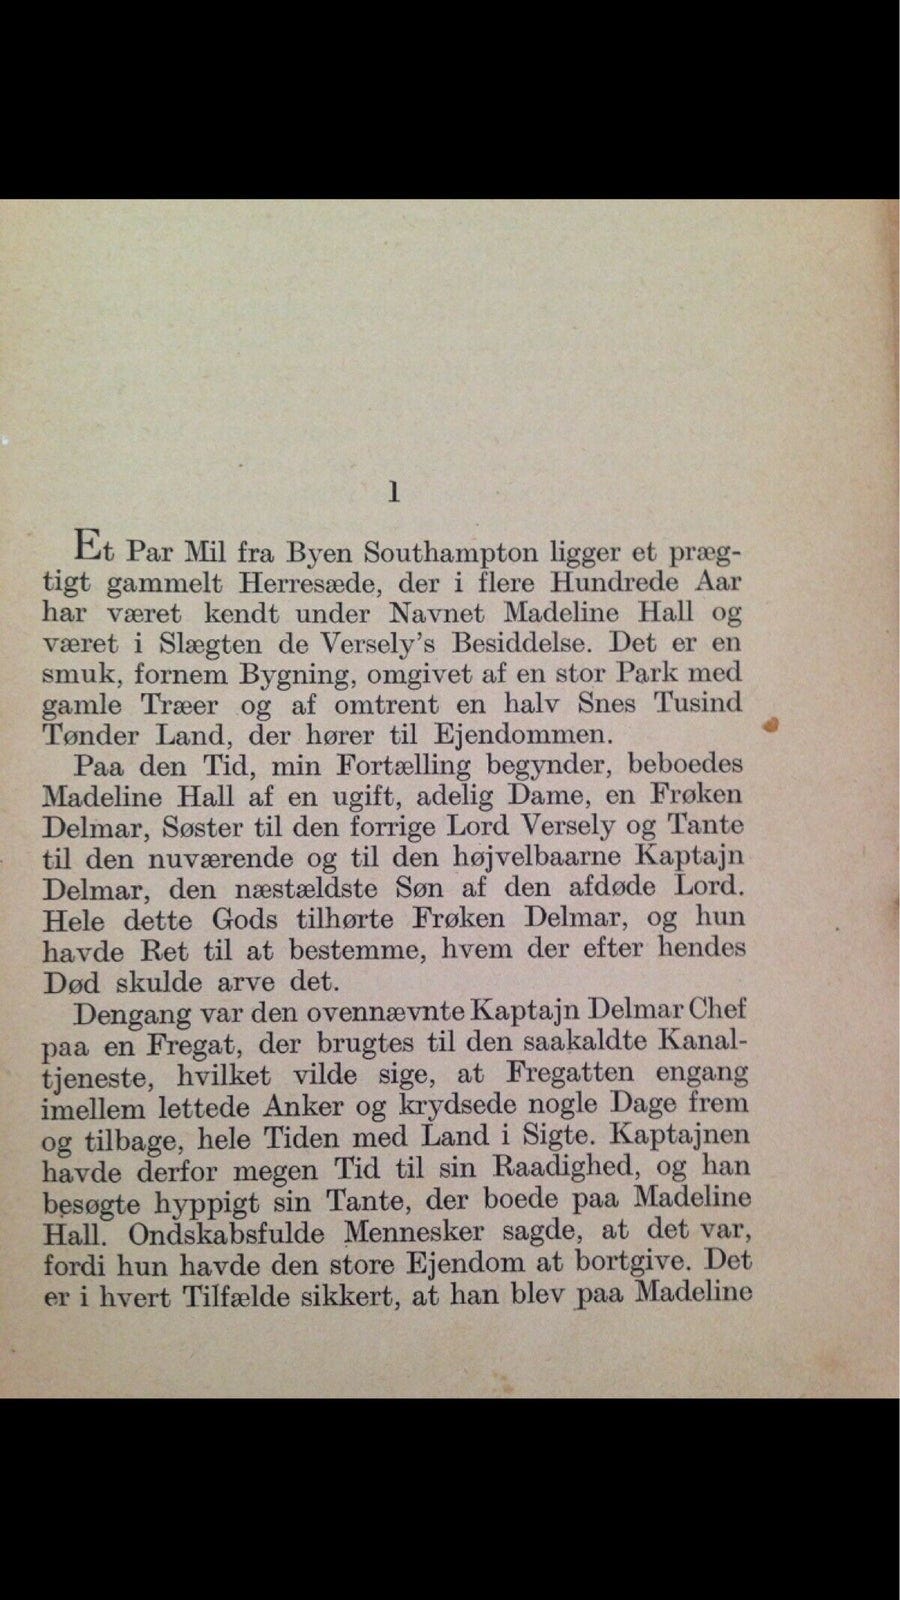 1
Et Par Mil fra Byen Southampton ligger et præg-
tigt gammelt Herresæde, der i flere Hundrede Aar
har været kendt under Navnet Madeline Hall og
været i Slægten de Versely's Besiddelse. Det er en
smuk, fornem Bygning, omgivet af en stor Park med
gamle Træer og af omtrent en halv Snes Tusind
Tønder Land, der hører til Ejendommen.
Paa den Tid, min Fortælling begynder, beboedes
Madeline Hall af en ugift, adelig Dame, en Frøken
Delmar, Søster til den forrige Lord Versely og Tante
til den nuværende og til den højvelbaarne Kaptajn
Delmar, den næstældste Søn af den afdøde Lord.
Hele dette Gods tilhørte Frøken Delmar, og hun
havde Ret til at bestemme, hvem der efter hendes
Død skulde arve det.
Dengang var den ovennævnte Kaptajn Delmar Chef
paa en Fregat, der brugtes til den saakaldte Kanal-
tjeneste, hvilket vilde sige, at Fregatten engang
imellem lettede Anker og krydsede nogle Dage frem
og tilbage, hele Tiden med Land i Sigte. Kaptajnen
havde derfor megen Tid til sin Raadighed, og han
besøgte hyppigt sin Tante, der boede paa Madeline
Hall. Ondskabsfulde Mennesker sagde, at det var,
fordi hun havde den store Ejendom at bortgive. Det
er i hvert Tilfælde sikkert, at han blev paa Madeline